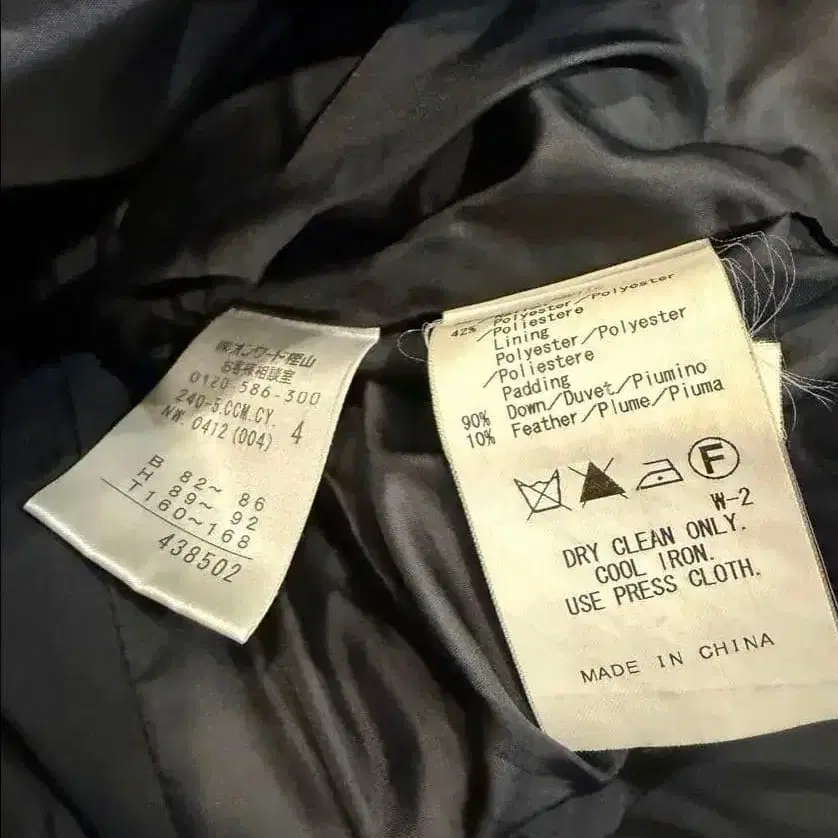 ㈱オンワード樫山
お客様相談室
0120-586-300
240-5.CCM.CY.
NW. 0412(004) 4
B 82~ 86
H 89~ 92
T160~168
438502
Polyester/Polyester
42% /Poliestere
Lining
Polyester/Polyester
/Poliestere
Padding
90% Down/Duvet/Piumino
10% Feather/Plume/Piuma
F
W-2
DRY CLEAN ONLY.
COOL IRON.
USE PRESS CLOTH.
MADE IN CHINA